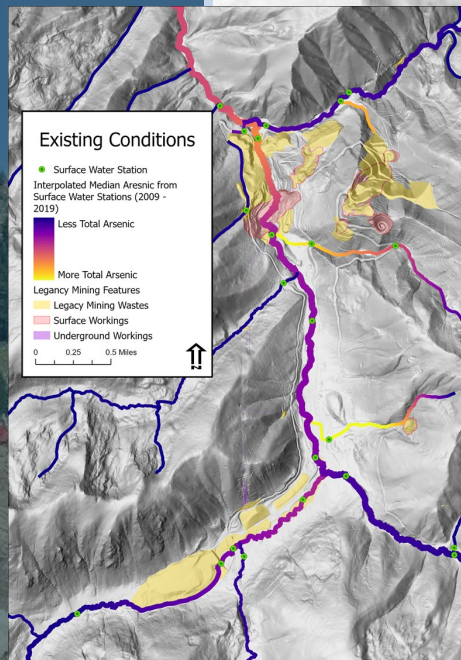 Existing Conditions
Surface Water Station
Interpolated Median Aresnic from
Surface Water Stations (2009 -
2019)
Less Total Arsenic
More Total Arsenic
Legancy Mining Features
Legacy Mining Wastes
Surface Workings
Underground Workings
0 0.25 0.5 Miles
N